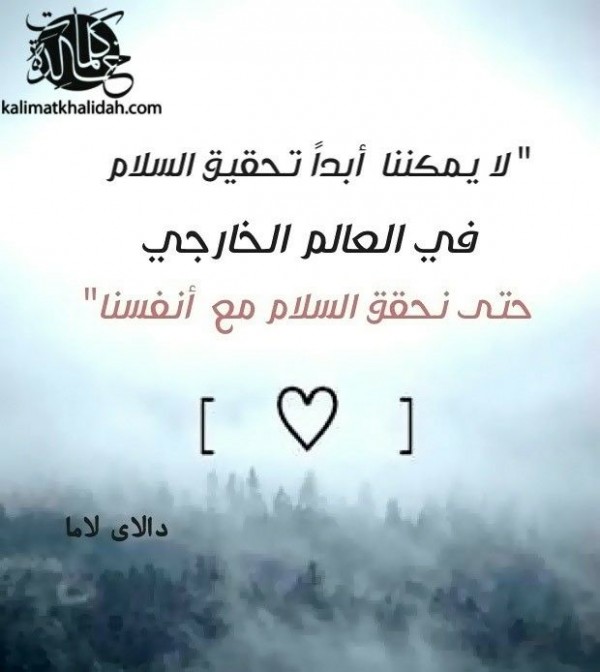 كلمات
خالدة
kalimatkhalidah.com
"لا يمكننا أبداً تحقيق السلام
في العالم الخارجي
حتى نحقق السلام مع أنفسنا"
[ ♡ ]
دالاى لاما